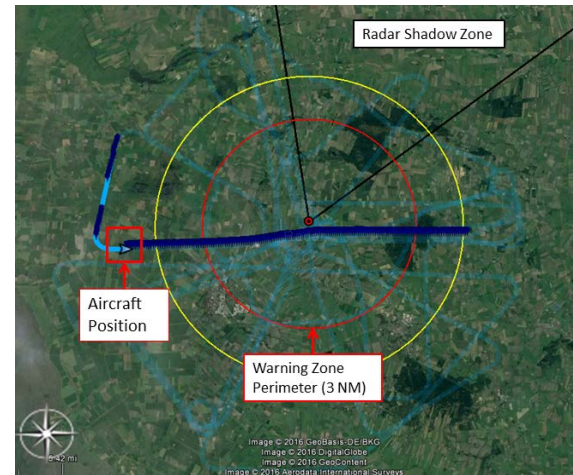 Radar Shadow Zone
Aircraft
Position
Warning Zone
Perimeter (3 NM)
Image © 2016 GeoBasis-DE/BKG
Image © 2016 DigitalGlobe
Image © 2016 GeoContent
Image © 2016 Aerodata International Surveys